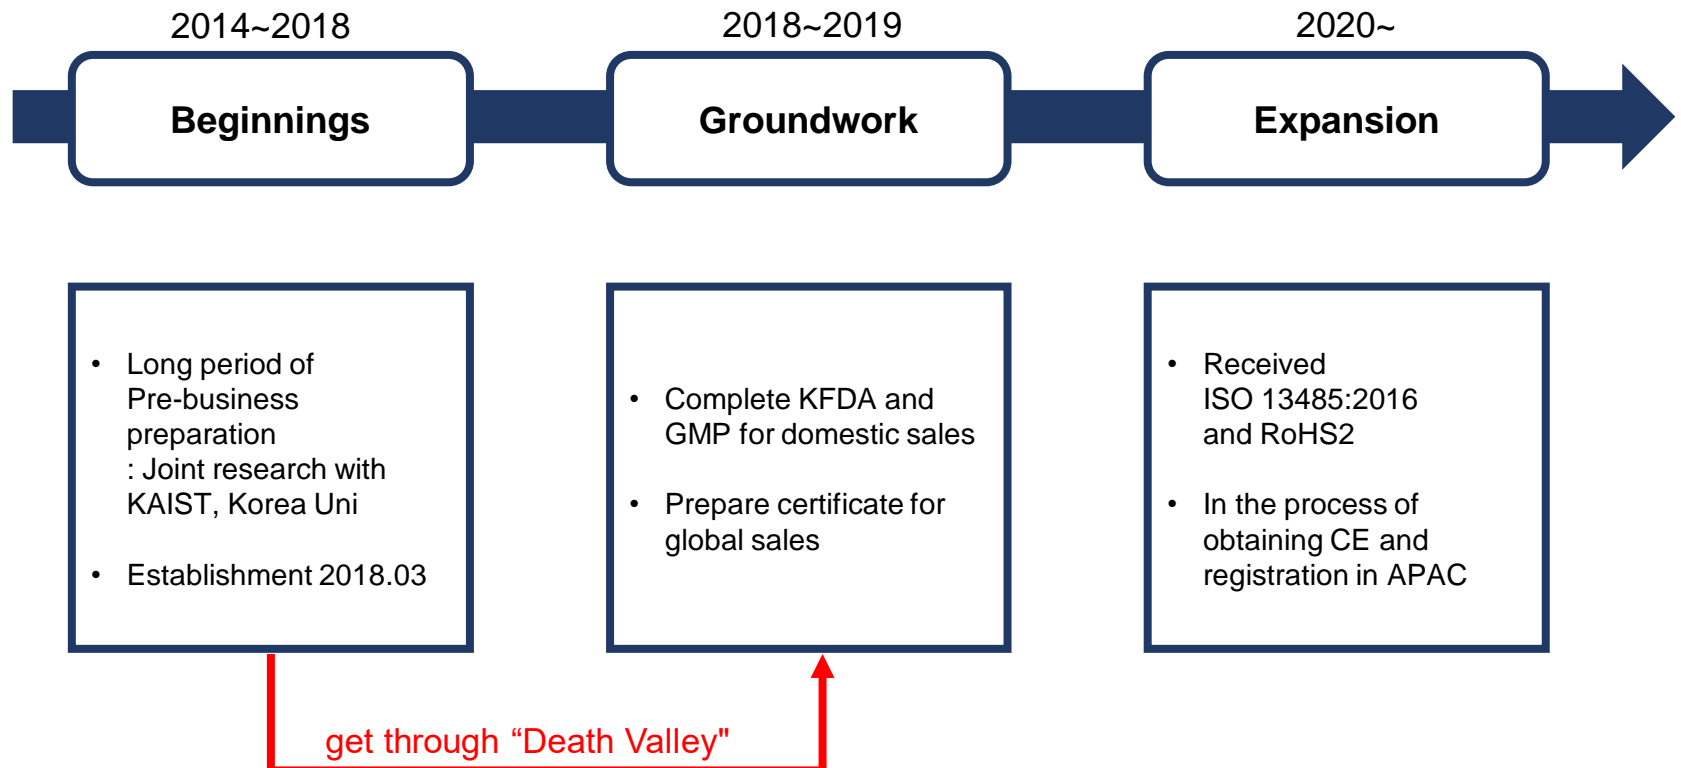 2014~2018
2018~2019
2020~
Beginnings
Groundwork
Expansion
• Long period of
Pre-business
preparation
: Joint research with
KAIST, Korea Uni
• Establishment 2018.03
• Complete KFDA and
GMP for domestic sales
• Prepare certificate for
global sales
• Received
ISO 13485:2016
and RoHS2
• In the process of
obtaining CE and
registration in APAC
get through “Death Valley"